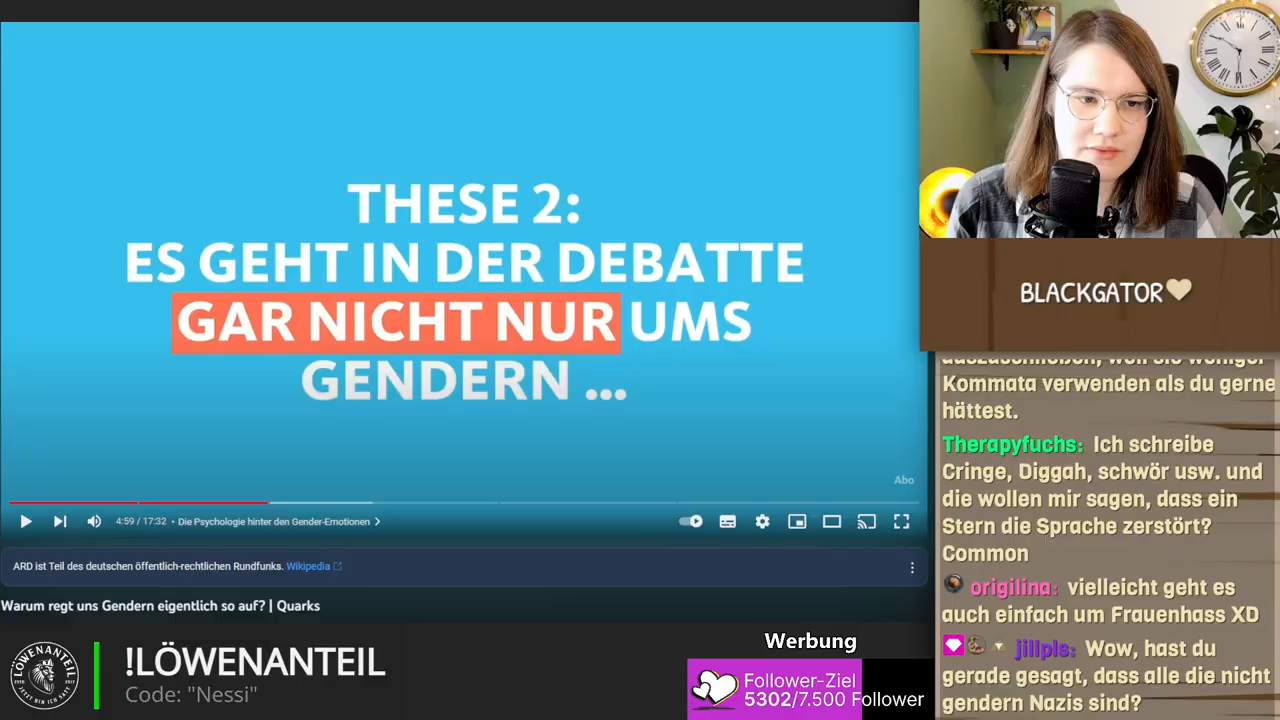 THESE 2:
ES GEHT IN DER DEBATTE
GAR NICHT NUR UMS
GENDERN ...
Abo
4:59 / 17:32 • Die Psychologie hinter den Gender-Emotionen
ARD ist Teil des deutschen öffentlich-rechtlichen Rundfunks. Wikipedia
Warum regt uns Gendern eigentlich so auf? | Quarks
LÖWENANTEIL
!LÖWENANTEIL
Code: "Nessi"
Werbung
Follower-Ziel
5302/7.500 Follower
BLACKGATOR
auszuschließen, weil sie weniger
Kommata verwenden als du gerne
hättest.
Therapyfuchs: Ich schreibe
Cringe, Diggah, schwör usw. und
die wollen mir sagen, dass ein
Stern die Sprache zerstört?
Common
origilina: vielleicht geht es
auch einfach um Frauenhass XD
jillpls: Wow, hast du
gerade gesagt, dass alle die nicht
gendern Nazis sind?